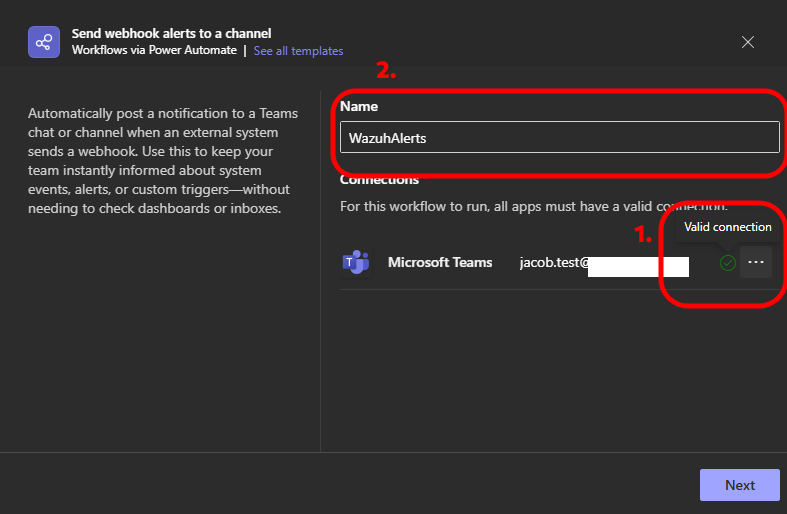 Send webhook alerts to a channel
Workflows via Power Automate | See all templates
2.
Automatically post a notification to a Teams
chat or channel when an external system
sends a webhook. Use this to keep your
team instantly informed about system
events, alerts, or custom triggers—without
needing to check dashboards or inboxes.
Name
WazuhAlerts
Connections
For this workflow to run, all apps must have a valid connection.
1.
Valid connection
Microsoft Teams jacob.test@
Next